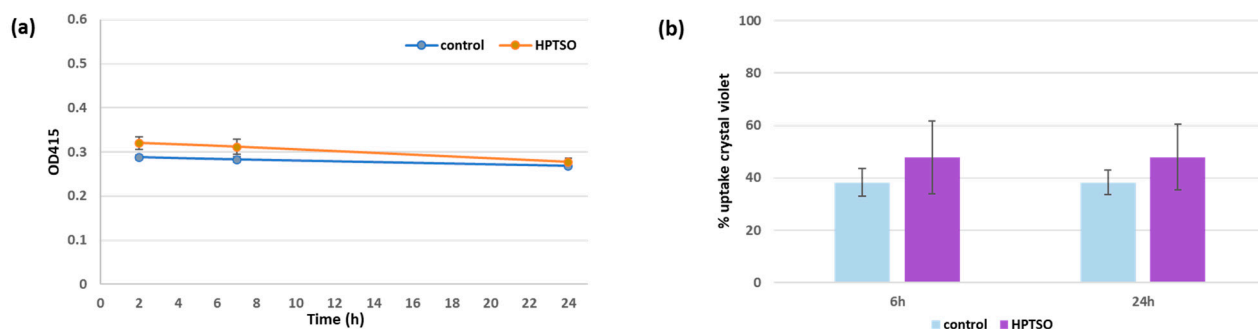 (a)
0.6
0.5
0.4
0.3
0.2
0.1
0
OD415
control HPTSO
0 2 4 6 8 10 12 14 16 18 20 22 24
Time (h)
(b)
100
80
60
40
20
0
% uptake crystal violet
6h 24h
control HPTSO